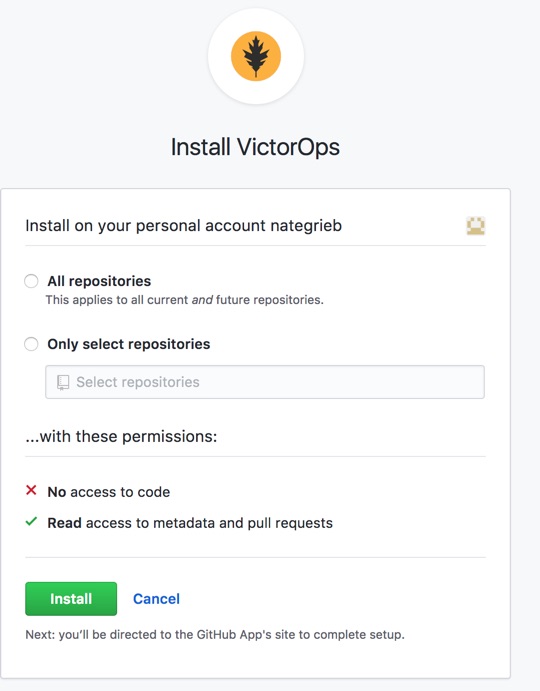 Install VictorOps
Install on your personal account nategrieb
All repositories
This applies to all current and future repositories.
Only select repositories
Select repositories
...with these permissions:
No access to code
Read access to metadata and pull requests
Install Cancel
Next: you’ll be directed to the GitHub App's site to complete setup.